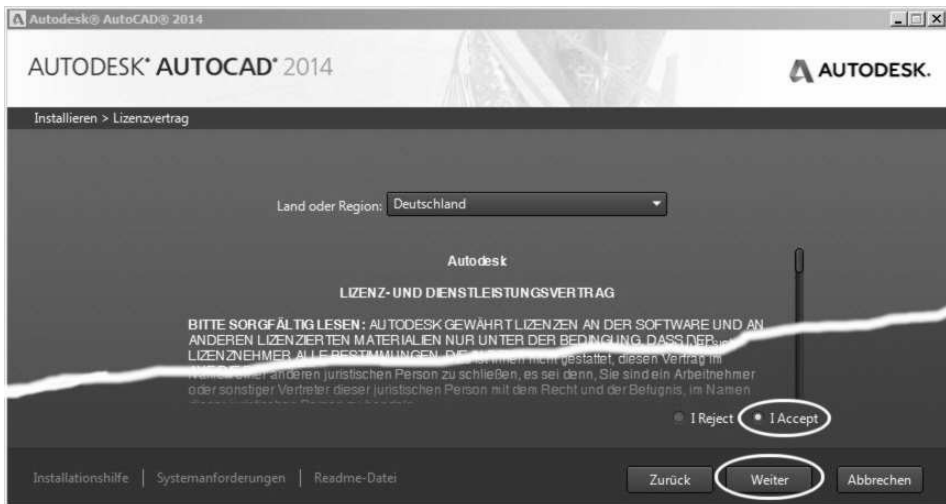 Autodesk® AutoCAD® 2014
AUTODESK® AUTOCAD® 2014
AUTODESK.
Installieren > Lizenzvertrag
Land oder Region: Deutschland
Autodesk
LIZENZ- UND DIENSTLEISTUNGSVERTRAG
BITTE SORGFÄLTIG LESEN: AUTODESK GEWÄHRT LIZENZEN AN DER SOFTWARE UND AN
ANDEREN LIZENZIERTEN MATERIALIEN NUR UNTER DER BEDINGUNG, DASS DER
LIZENZNEHMER ALLE BESTIMMUNGEN, DIE
nicht gestattet, diesen Vertrag im
anderen juristischen Person zu schließen, es sei denn, Sie sind ein Arbeitnehmer
oder sonstiger Vertreter dieser juristischen Person mit dem Recht und der Befugnis, im Namen
I Reject I Accept
Installationshilfe | Systemanforderungen | Readme-Datei Zurück Weiter Abbrechen